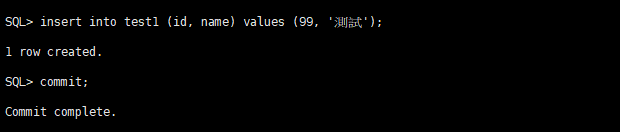 SQL> insert into test1 (id, name) values (99, '測試');
1 row created.
SQL> commit;
Commit complete.